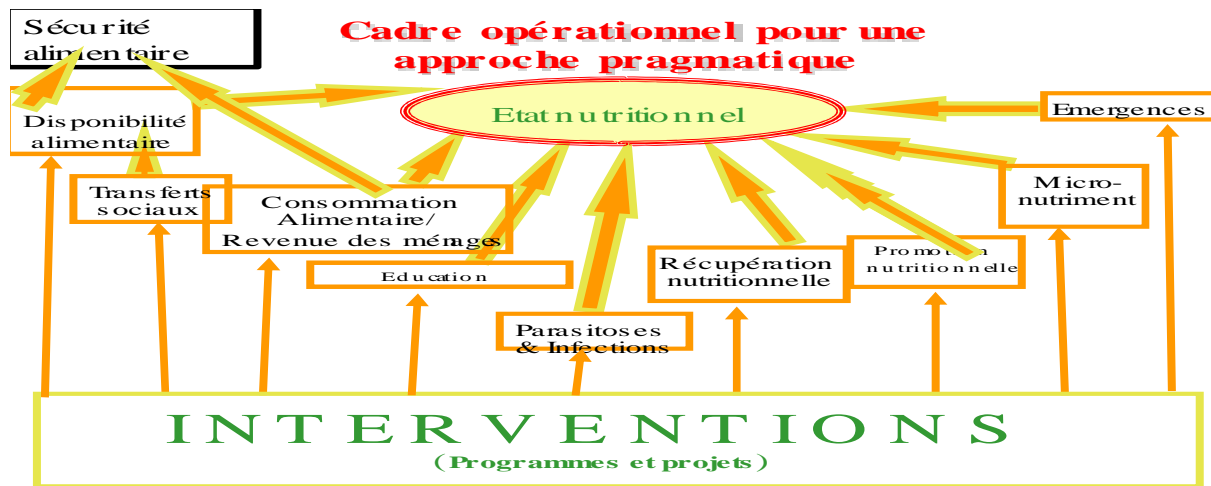 Sécurité
alimentaire
Cadre opérationnel pour une
approche pragmatique
Etat nutritionnel
Emergences
Disponibilité
alimentaire
Transferts
sociaux
Consommation
Alimentaire/
Revenue des ménages
Micro-
nutriment
Education
Récupération
nutritionnelle
Promotion
nutritionnelle
Parasitoses
& Infections
INTERVENTIONS
(Programmes et projets)